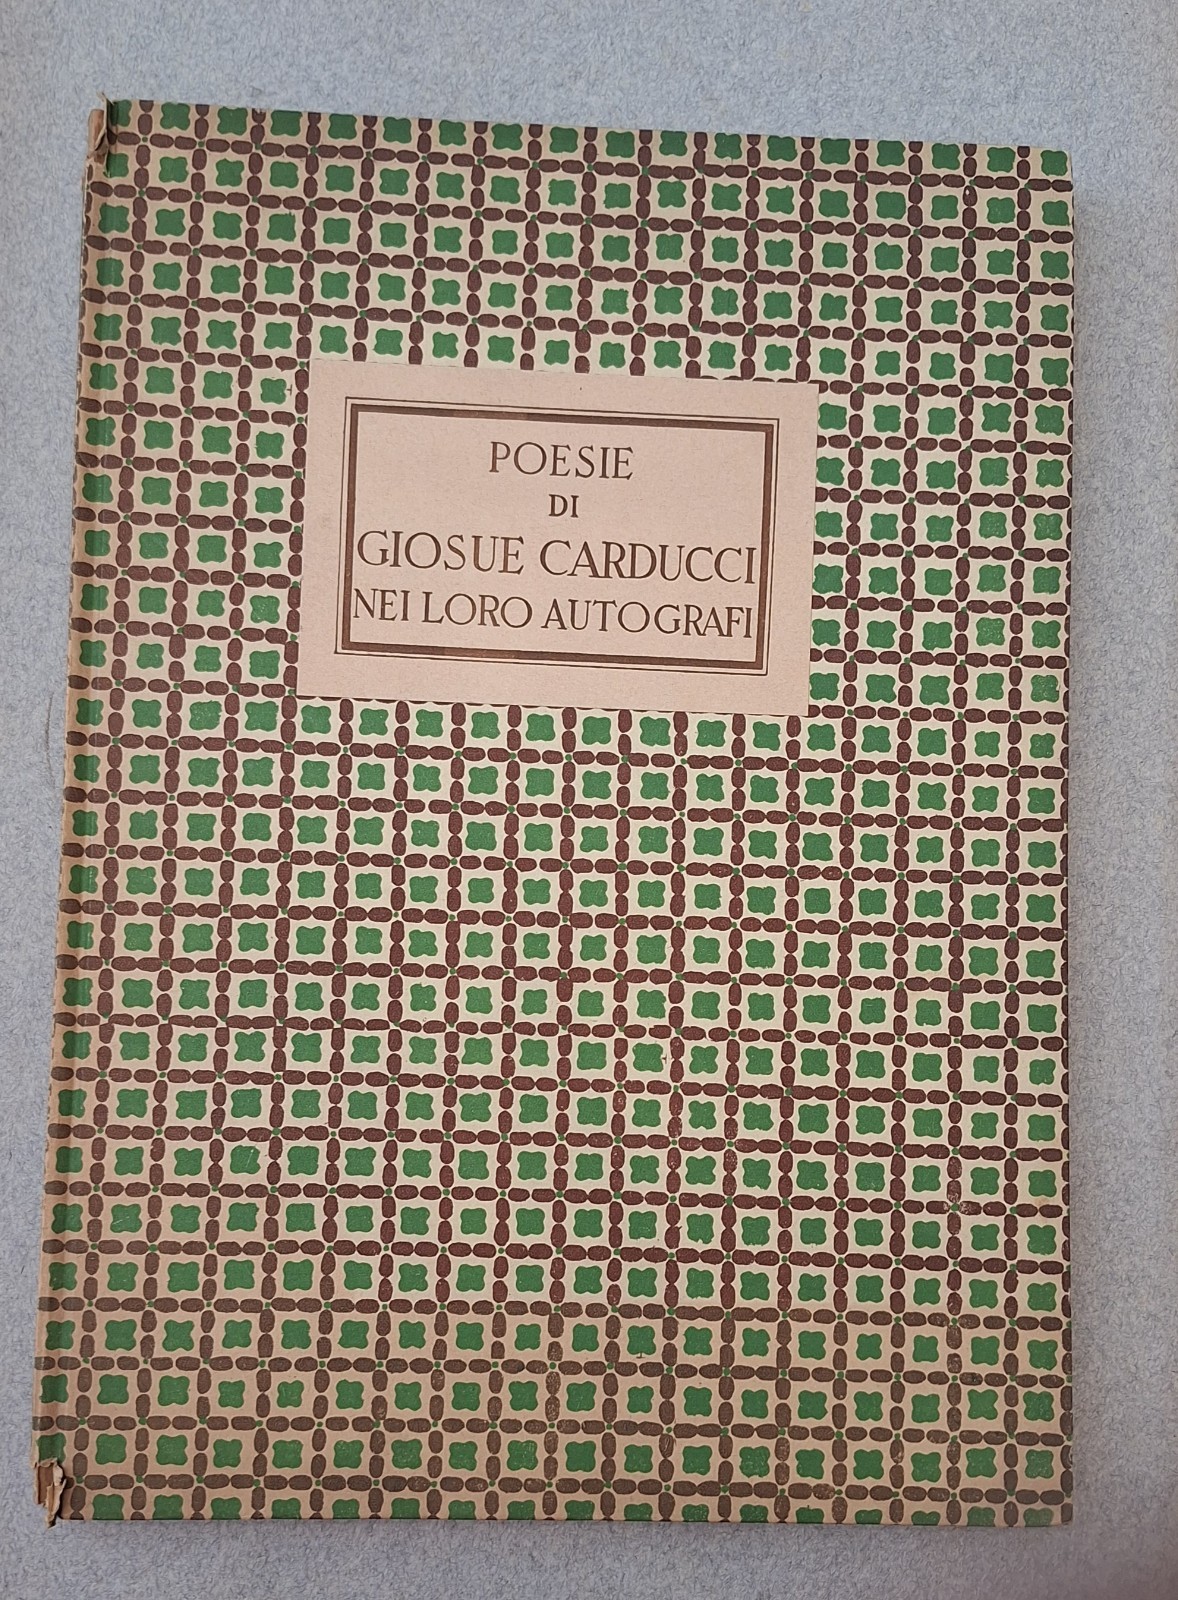 POESIE
DI
GIOSUE CARDUCCI
NEI LORO AUTOGRAFI